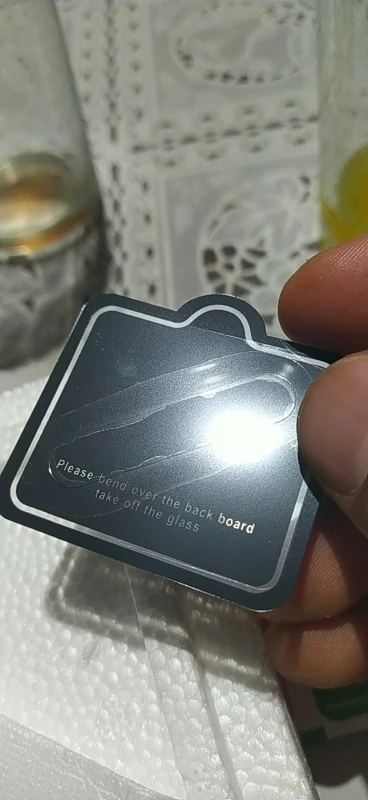 Please bend over the back board
take off the glass